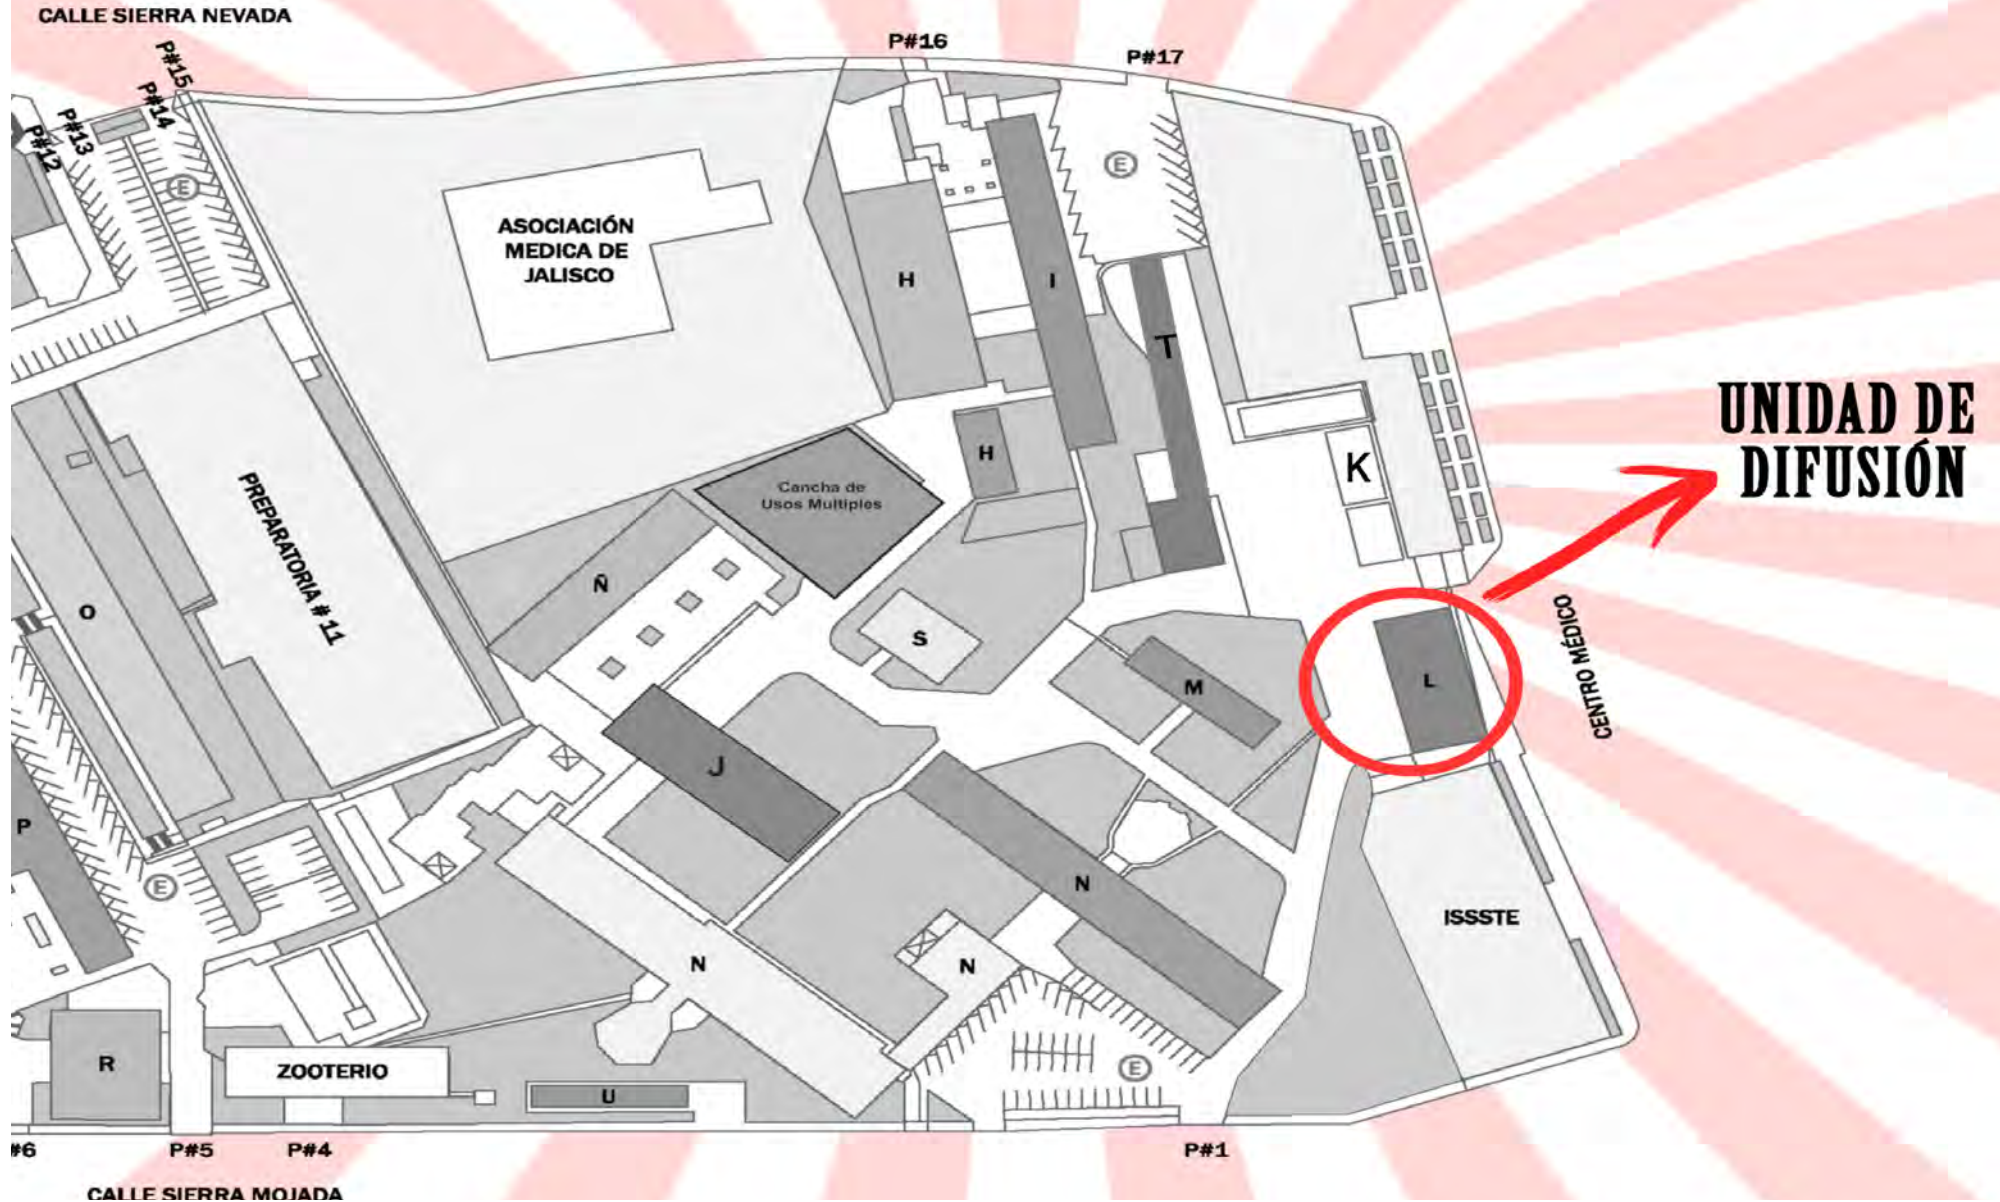 CALLE SIERRA NEVADA
P#15
P#14
P#13
P#12
P#16
P#17
E
E
ASOCIACIÓN
MEDICA DE
JALISCO
H
I
T
UNIDAD DE
DIFUSIÓN
H
K
Cancha de
Usos Multiples
PREPARATORIA # 11
Ñ
O
S
M
L
CENTRO MÉDICO
J
P
E
N
ISSSTE
N
N
R
ZOOTERIO
U
E
#6
P#5
P#4
P#1
CALLE SIERRA MOJADA